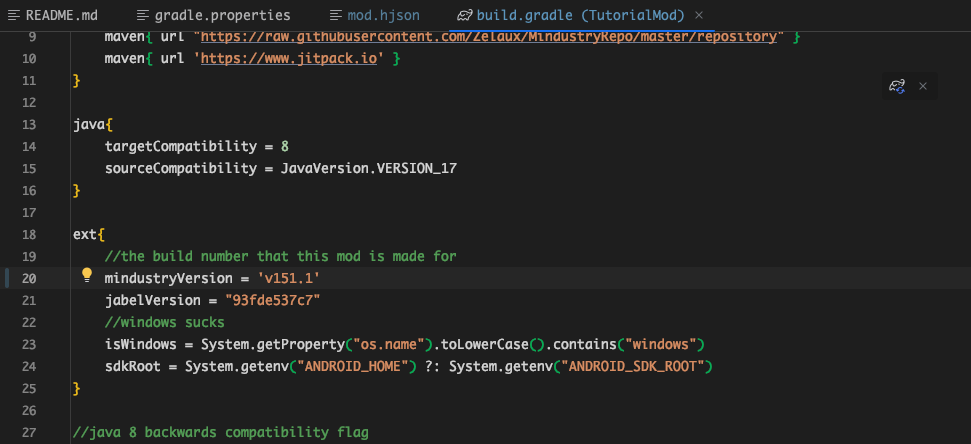 README.md gradle.properties mod.hjson build.gradle (TutorialMod) ×
9 maven{ url "https://raw.githubusercontent.com/Zelaux/MindustryRepo/master/repository" }
10 maven{ url 'https://www.jitpack.io' }
11 }
12
13 java{
14 targetCompatibility = 8
15 sourceCompatibility = JavaVersion.VERSION_17
16 }
17
18 ext{
19 //the build number that this mod is made for
20 mindustryVersion = 'v151.1'
21 jabelVersion = "93fde537c7"
22 //windows sucks
23 isWindows = System.getProperty("os.name").toLowerCase().contains("windows")
24 sdkRoot = System.getenv("ANDROID_HOME") ?: System.getenv("ANDROID_SDK_ROOT")
25 }
26
27 //java 8 backwards compatibility flag